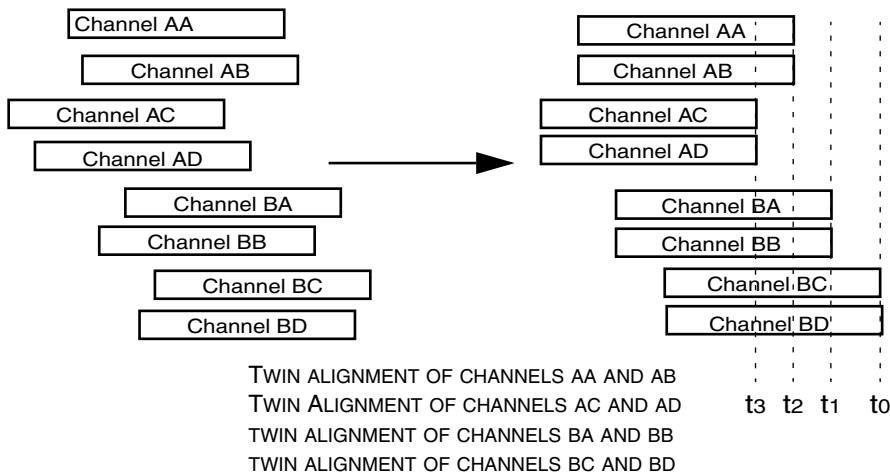 Channel AA
Channel AB
Channel AC
Channel AD
Channel BA
Channel BB
Channel BC
Channel BD
Channel AA
Channel AB
Channel AC
Channel AD
Channel BA
Channel BB
Channel BC
Channel BD
t3 t2 t1 t0
TWIN ALIGNMENT OF CHANNELS AA AND AB
TWIN ALIGNMENT OF CHANNELS AC AND AD
TWIN ALIGNMENT OF CHANNELS BA AND BB
TWIN ALIGNMENT OF CHANNELS BC AND BD